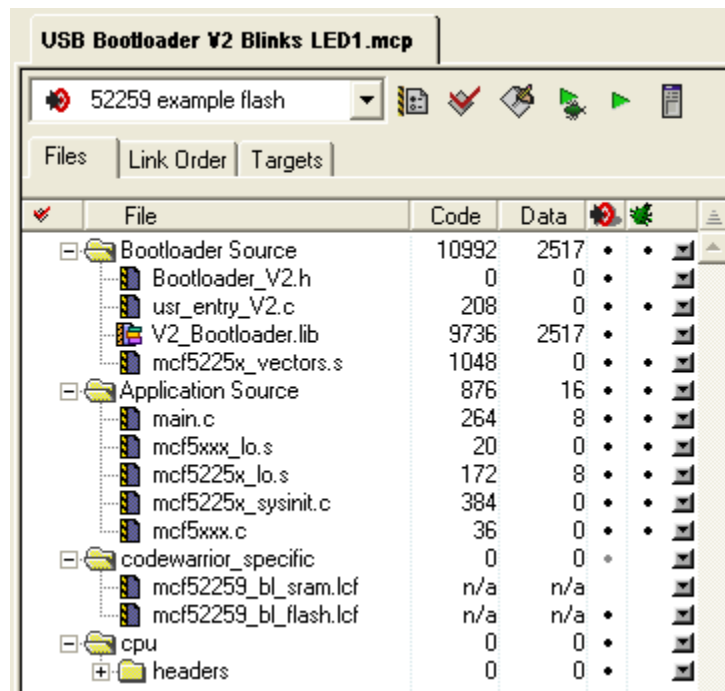 USB Bootloader V2 Blinks LED1.mcp
52259 example flash
Files Link Order Targets
File Code Data
Bootloader Source 10992 2517
Bootloader_V2.h 0 0
usr_entry_V2.c 208 0
V2_Bootloader.lib 9736 2517
mcf5225x_vectors.s 1048 0
Application Source 876 16
main.c 264 8
mcf5xxx_lo.s 20 0
mcf5225x_lo.s 172 8
mcf5225x_sysinit.c 384 0
mcf5xxx.c 36 0
codewarrior_specific 0 0
mcf52259_bl_sram.lcf n/a n/a
mcf52259_bl_flash.lcf n/a n/a
cpu 0 0
headers 0 0